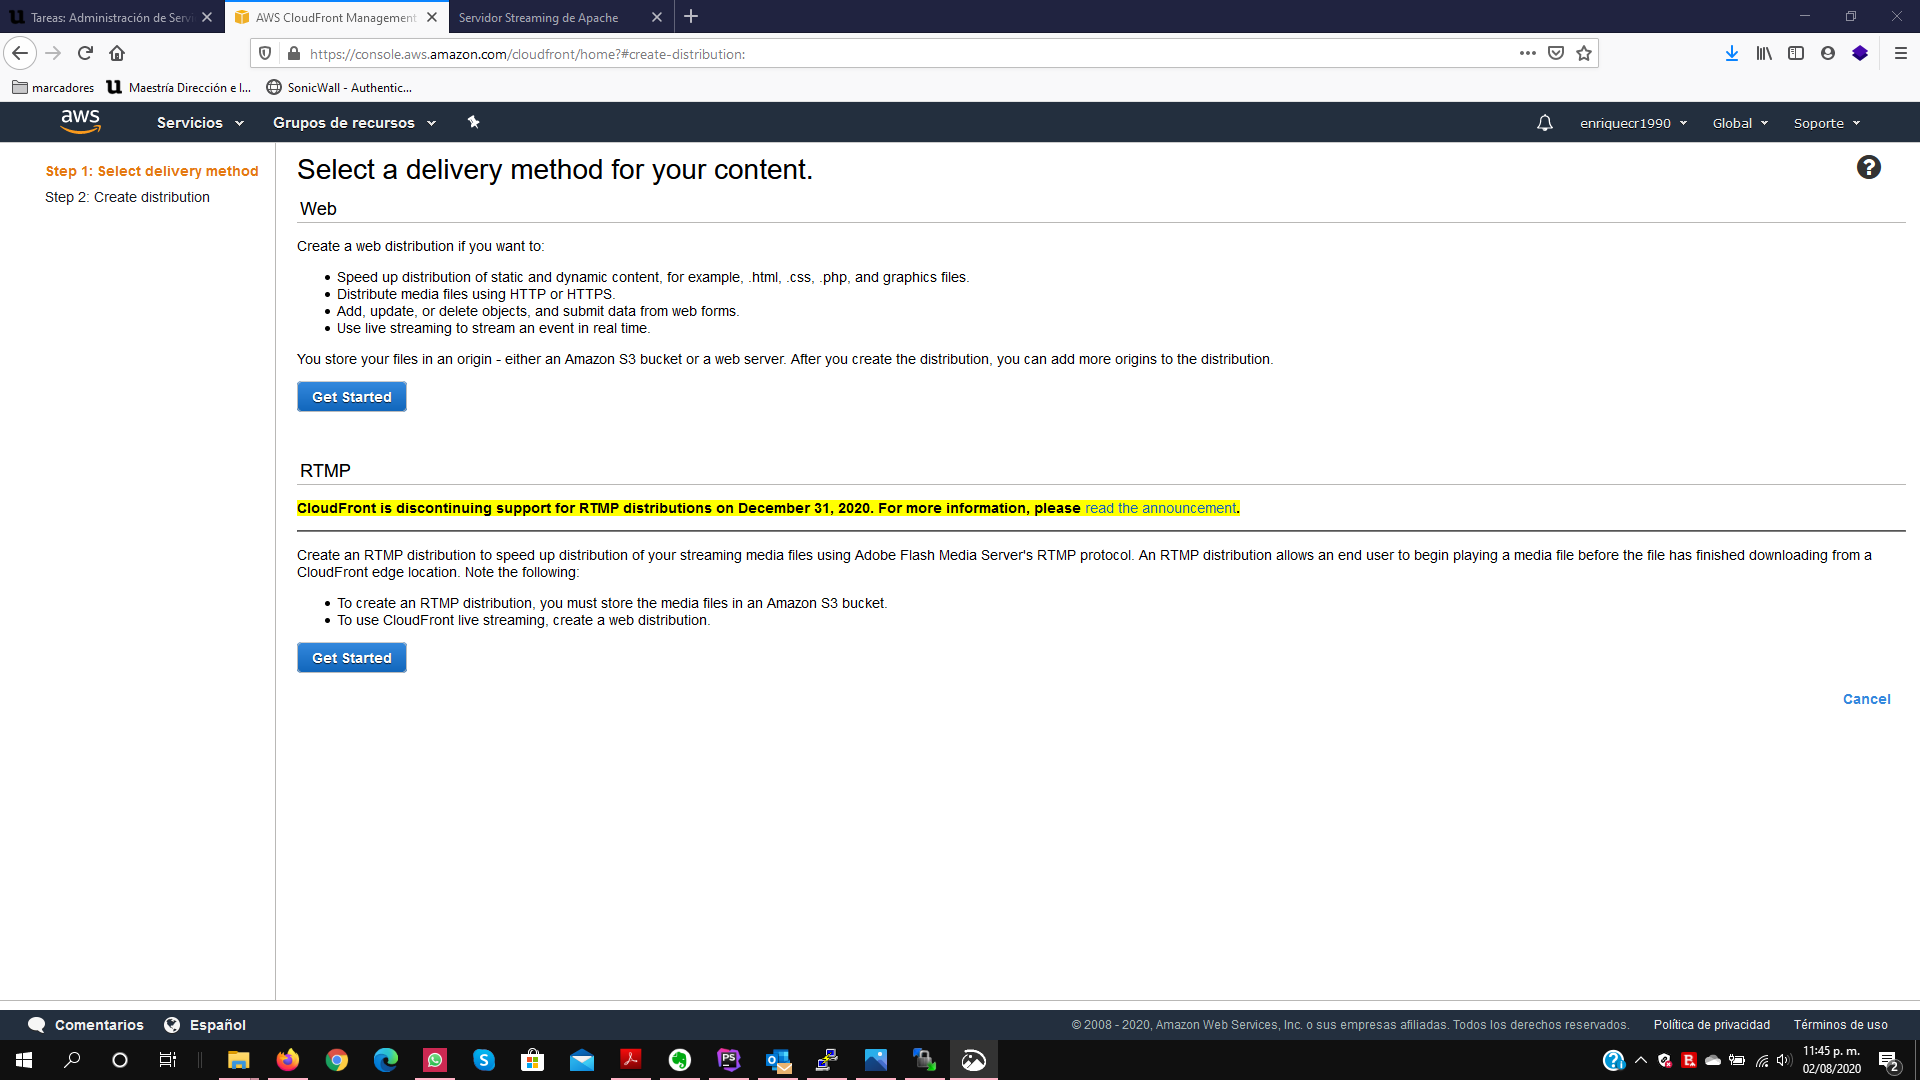 Tareas: Administración de Servi
AWS CloudFront Management
Servidor Streaming de Apache
https://console.aws.amazon.com/cloudfront/home?#create-distribution:
marcadores
Maestría Dirección e I...
SonicWall - Authentic...
aws
Servicios
Grupos de recursos
enriquecr1990
Global
Soporte
Step 1: Select delivery method
Step 2: Create distribution
Select a delivery method for your content.
Web
Create a web distribution if you want to:
• Speed up distribution of static and dynamic content, for example, .html, .css, .php, and graphics files.
• Distribute media files using HTTP or HTTPS.
• Add, update, or delete objects, and submit data from web forms.
• Use live streaming to stream an event in real time.
You store your files in an origin - either an Amazon S3 bucket or a web server. After you create the distribution, you can add more origins to the distribution.
Get Started
RTMP
CloudFront is discontinuing support for RTMP distributions on December 31, 2020. For more information, please read the announcement.
Create an RTMP distribution to speed up distribution of your streaming media files using Adobe Flash Media Server's RTMP protocol. An RTMP distribution allows an end user to begin playing a media file before the file has finished downloading from a
CloudFront edge location. Note the following:
• To create an RTMP distribution, you must store the media files in an Amazon S3 bucket.
• To use CloudFront live streaming, create a web distribution.
Get Started
Cancel
Comentarios
Español
© 2008 - 2020, Amazon Web Services, Inc. o sus empresas afiliadas. Todos los derechos reservados.
Política de privacidad
Términos de uso
11:45 p. m.
02/08/2020
2